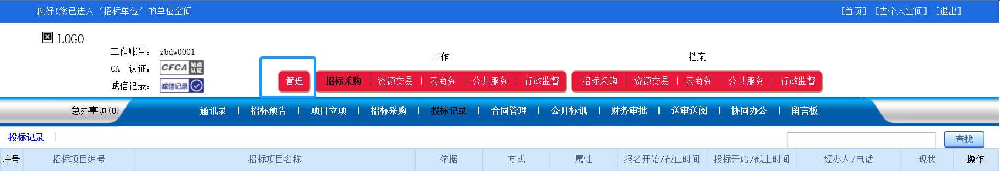 您好!您已进入‘招标单位’的单位空间 [首页] [去个人空间] [退出]
LOGO
工作账号: zbdw0001
CA 认证: CFCA 站点认证
诚信记录: 诚信记录
工作 档案
管理 招标采购 | 资源交易 | 云商务 | 公共服务 | 行政监督 招标采购 | 资源交易 | 云商务 | 公共服务 | 行政监督
急办事项(0) 通讯录 | 招标预告 | 项目立项 | 招标采购 | 投标记录 | 合同管理 | 公开标讯 | 财务审批 | 送审送阅 | 协同办公 | 留言板
投标记录 | 查找
序号 招标项目编号 招标项目名称 依据 方式 属性 报名开始/截止时间 投标开始/截止时间 经办人/电话 现状 操作